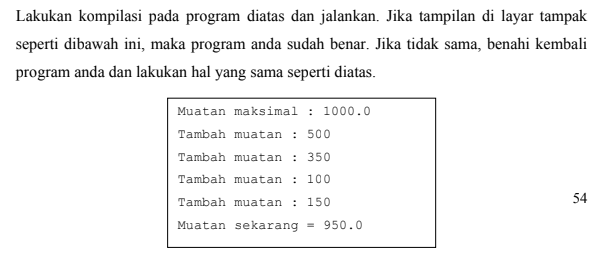 Lakukan kompilasi pada program diatas dan jalankan. Jika tampilan di layar tampak
seperti dibawah ini, maka program anda sudah benar. Jika tidak sama, benahi kembali
program anda dan lakukan hal yang sama seperti diatas.
Muatan maksimal : 1000.0
Tambah muatan : 500
Tambah muatan : 350
Tambah muatan : 100
Tambah muatan : 150
Muatan sekarang = 950.0
54